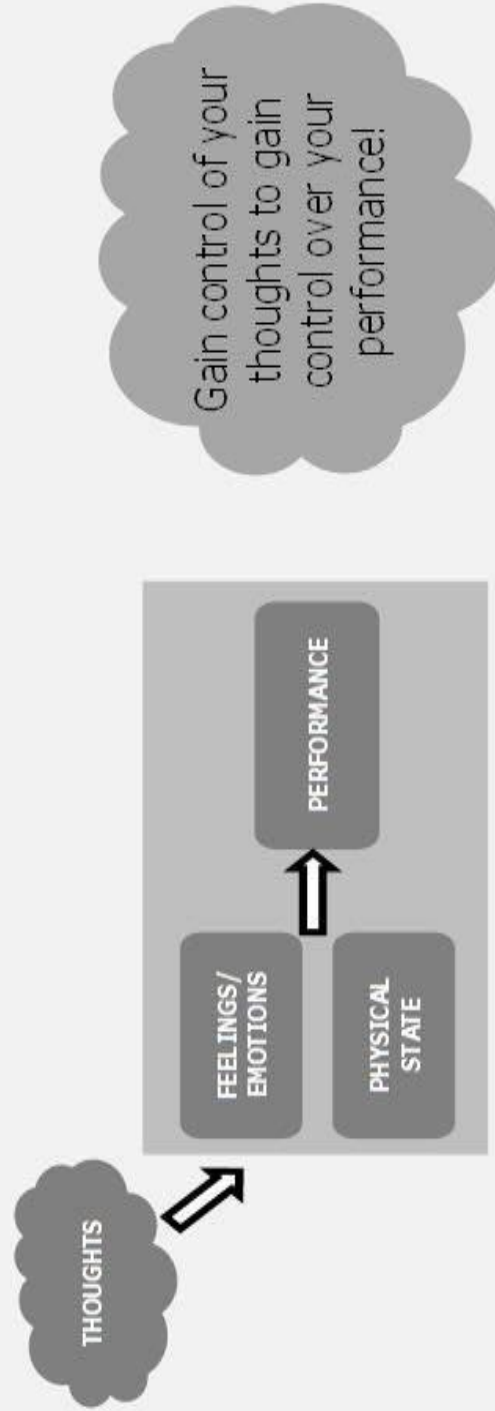 THOUGHTS
FEELINGS/
EMOTIONS
PHYSICAL
STATE
PERFORMANCE
Gain control of your
thoughts to gain
control over your
performance!